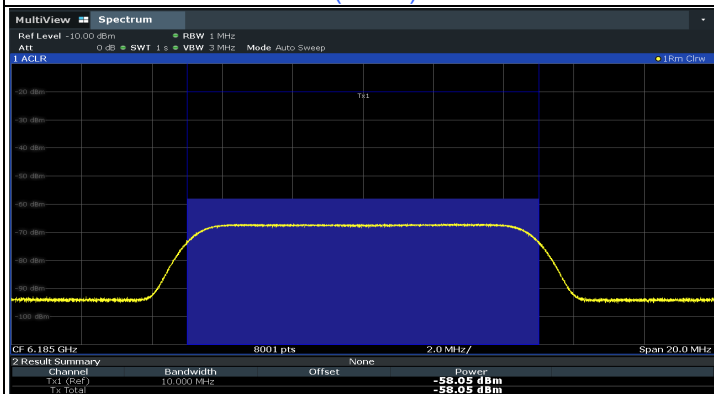 MultiView Spectrum
Ref Level -10.00 dBm RBW 1 MHz
Att 0 dB SWT 1 s VBW 3 MHz Mode Auto Sweep
1 ACLR 1Rm Clrw
Tx1
-20 dBm
-30 dBm
-40 dBm
-50 dBm
-60 dBm
-70 dBm
-80 dBm
-90 dBm
-100 dBm
CF 6.185 GHz 8001 pts 2.0 MHz/ Span 20.0 MHz
2 Result Summary None
Channel Bandwidth Offset Power
Tx1 (Ref) 10.000 MHz -58.05 dBm
Tx Total -58.05 dBm